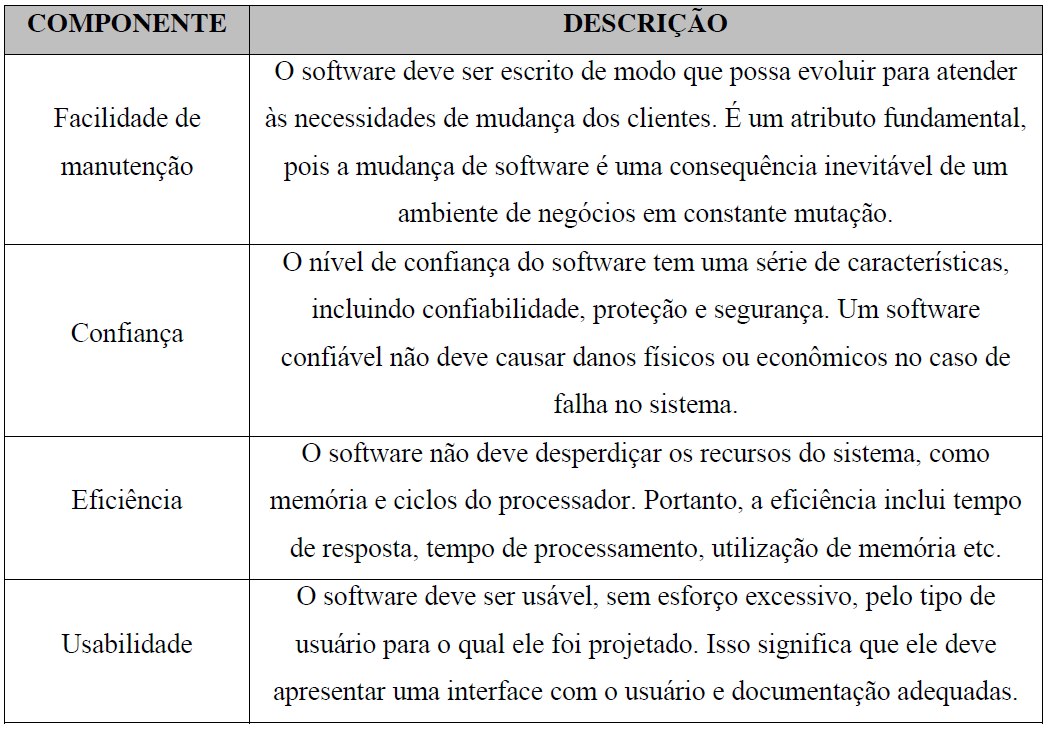 COMPONENTE
DESCRIÇÃO
Facilidade de
manutenção
O software deve ser escrito de modo que possa evoluir para atender
às necessidades de mudança dos clientes. É um atributo fundamental,
pois a mudança de software é uma consequência inevitável de um
ambiente de negócios em constante mutação.
Confiança
O nível de confiança do software tem uma série de características,
incluindo confiabilidade, proteção e segurança. Um software
confiável não deve causar danos físicos ou econômicos no caso de
falha no sistema.
Eficiência
O software não deve desperdiçar os recursos do sistema, como
memória e ciclos do processador. Portanto, a eficiência inclui tempo
de resposta, tempo de processamento, utilização de memória etc.
Usabilidade
O software deve ser usável, sem esforço excessivo, pelo tipo de
usuário para o qual ele foi projetado. Isso significa que ele deve
apresentar uma interface com o usuário e documentação adequadas.